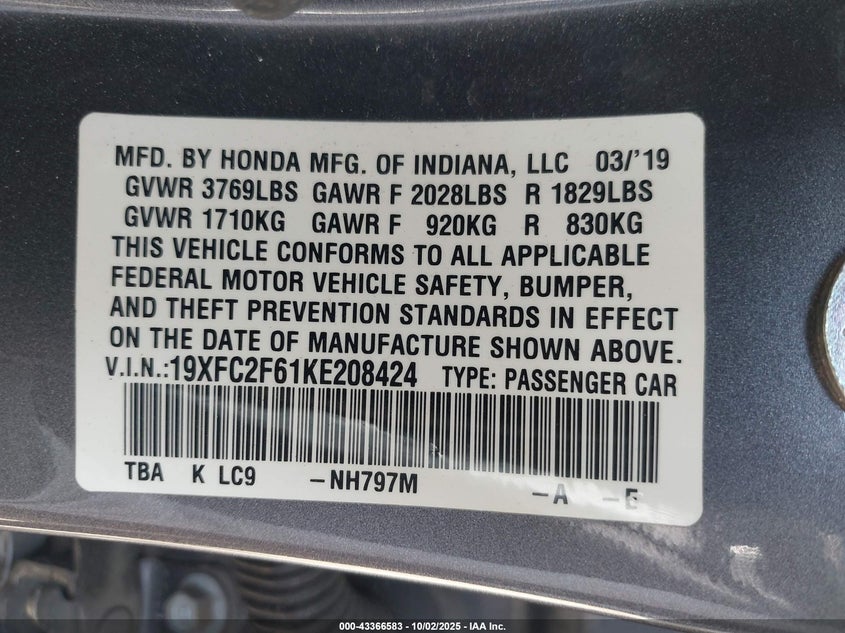 MFD. BY HONDA MFG. OF INDIANA, LLC 03/'19
GVWR 3769LBS GAWR F 2028LBS R 1829LBS
GVWR 1710KG GAWR F 920KG R 830KG
THIS VEHICLE CONFORMS TO ALL APPLICABLE
FEDERAL MOTOR VEHICLE SAFETY, BUMPER,
AND THEFT PREVENTION STANDARDS IN EFFECT
ON THE DATE OF MANUFACTURE SHOWN ABOVE.
V.I.N.:19XFC2F61KE208424 TYPE: PASSENGER CAR
TBA K LC9 -NH797M -A -E
000-43366583 - 10/02/2025 - IAA Inc.